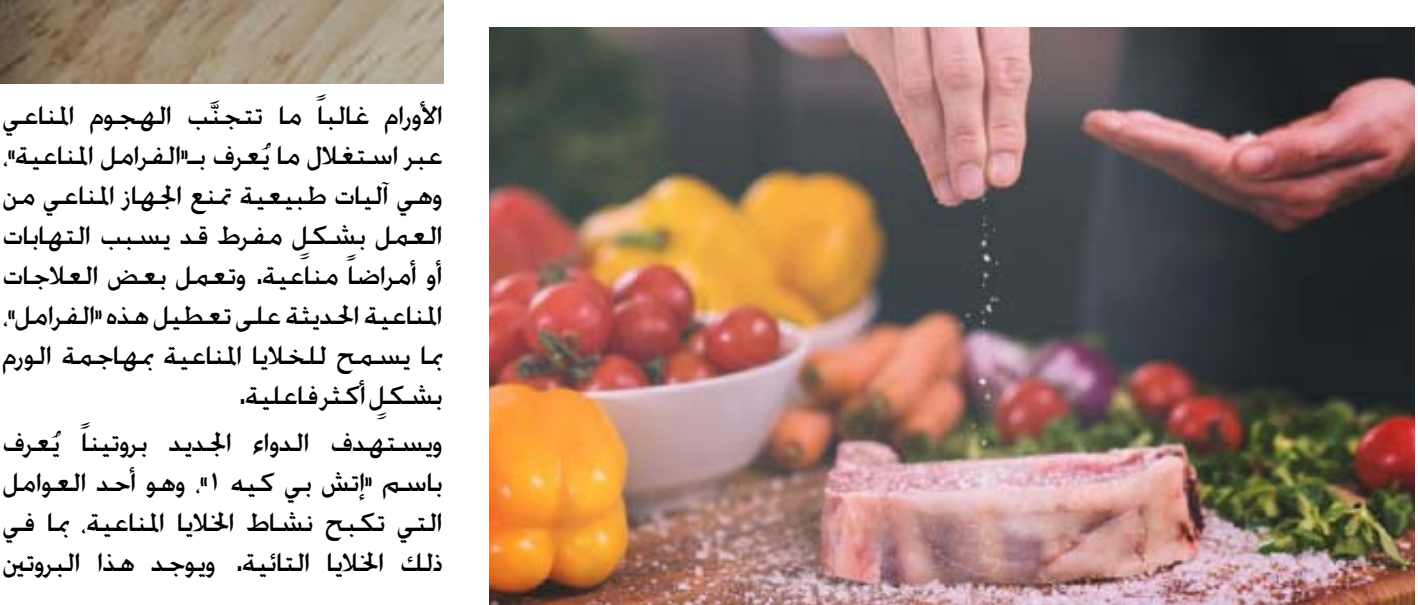 الأورام غالباً ما تتجنَّب الهجوم المناعي
عبر استغلال ما يُعرف بـ«الفرامل المناعية»،
وهي آليات طبيعية تمنع الجهاز المناعي من
العمل بشكلٍ مفرط قد يسبب التهابات
أو أمراضاً مناعية. وتعمل بعض العلاجات
المناعية الحديثة على تعطيل هذه «الفرامل»،
بما يسمح للخلايا المناعية بمهاجمة الورم
بشكلٍ أكثر فاعلية.
ويستهدف الدواء الجديد بروتيناً يُعرف
باسم «إتش بي كيه ١»، وهو أحد العوامل
التي تكبح نشاط الخلايا المناعية، بما في
ذلك الخلايا التائية. ويوجد هذا البروتين